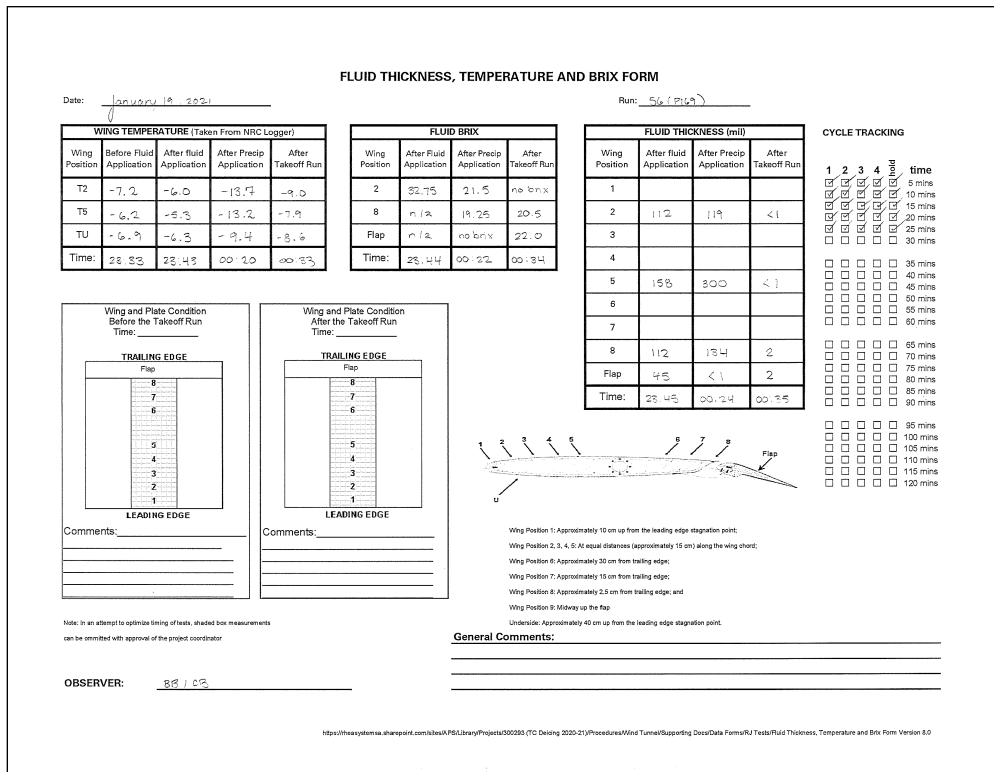 FLUID THICKNESS, TEMPERATURE AND BRIX FORM
Date: January 19, 2021 Run: 56 (P169)
WING TEMPERATURE (Taken From NRC Logger)
Wing Position Before Fluid Application After fluid Application After Precip Application After Takeoff Run
T2 -7.2 -6.0 -13.7 -9.0
T5 -6.2 -5.3 -13.2 -7.9
TU -6.9 -6.3 -9.4 -8.6
Time: 23:33 23:43 00:20 00:33
FLUID BRIX
Wing Position After Fluid Application After Precip Application After Takeoff Run
2 32.75 21.5 no brix
8 n/a 19.25 20.5
Flap n/a no brix 22.0
Time: 23:44 00:22 00:34
FLUID THICKNESS (mil)
Wing Position After fluid Application After Precip Application After Takeoff Run
1
2 112 119 <1
3
4
5 158 300 <1
6
7
8 112 134 2
Flap 45 <1 2
Time: 23:45 00:24 00:35
CYCLE TRACKING
1 2 3 4 hold time
5 mins
10 mins
15 mins
20 mins
25 mins
30 mins
35 mins
40 mins
45 mins
50 mins
55 mins
60 mins
65 mins
70 mins
75 mins
80 mins
85 mins
90 mins
95 mins
100 mins
105 mins
110 mins
115 mins
120 mins
Wing and Plate Condition
Before the Takeoff Run
Time:
TRAILING EDGE
Flap
8
7
6
5
4
3
2
1
LEADING EDGE
Comments:
Wing and Plate Condition
After the Takeoff Run
Time:
TRAILING EDGE
Flap
8
7
6
5
4
3
2
1
LEADING EDGE
Comments:
1 2 3 4 5 6 7 8 Flap
U
Wing Position 1: Approximately 10 cm up from the leading edge stagnation point;
Wing Position 2, 3, 4, 5: At equal distances (approximately 15 cm) along the wing chord;
Wing Position 6: Approximately 30 cm from trailing edge;
Wing Position 7: Approximately 15 cm from trailing edge;
Wing Position 8: Approximately 2.5 cm from trailing edge; and
Wing Position 9: Midway up the flap
Underside: Approximately 40 cm up from the leading edge stagnation point.
Note: In an attempt to optimize timing of tests, shaded box measurements
can be ommitted with approval of the project coordinator
General Comments:
OBSERVER: BB / CB
https://rheasystemsa.sharepoint.com/sites/APS/Library/Projects/300293 (TC Deicing 2020-21)/Procedures/Wind Tunnel/Supporting Docs/Data Forms/RJ Tests/Fluid Thickness, Temperature and Brix Form Version 8.0